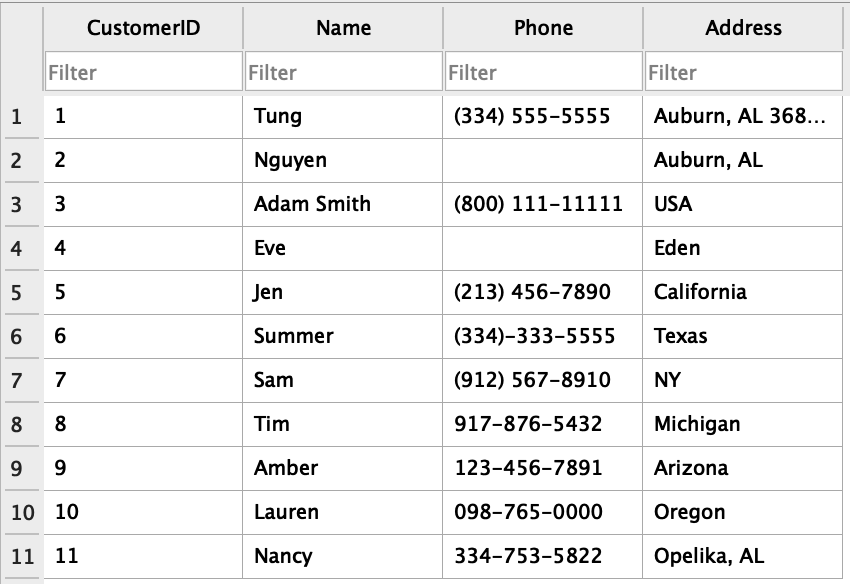 CustomerID Name Phone Address
Filter Filter Filter Filter
1 1 Tung (334) 555-5555 Auburn, AL 368...
2 2 Nguyen Auburn, AL
3 3 Adam Smith (800) 111-11111 USA
4 4 Eve Eden
5 5 Jen (213) 456-7890 California
6 6 Summer (334)-333-5555 Texas
7 7 Sam (912) 567-8910 NY
8 8 Tim 917-876-5432 Michigan
9 9 Amber 123-456-7891 Arizona
10 10 Lauren 098-765-0000 Oregon
11 11 Nancy 334-753-5822 Opelika, AL